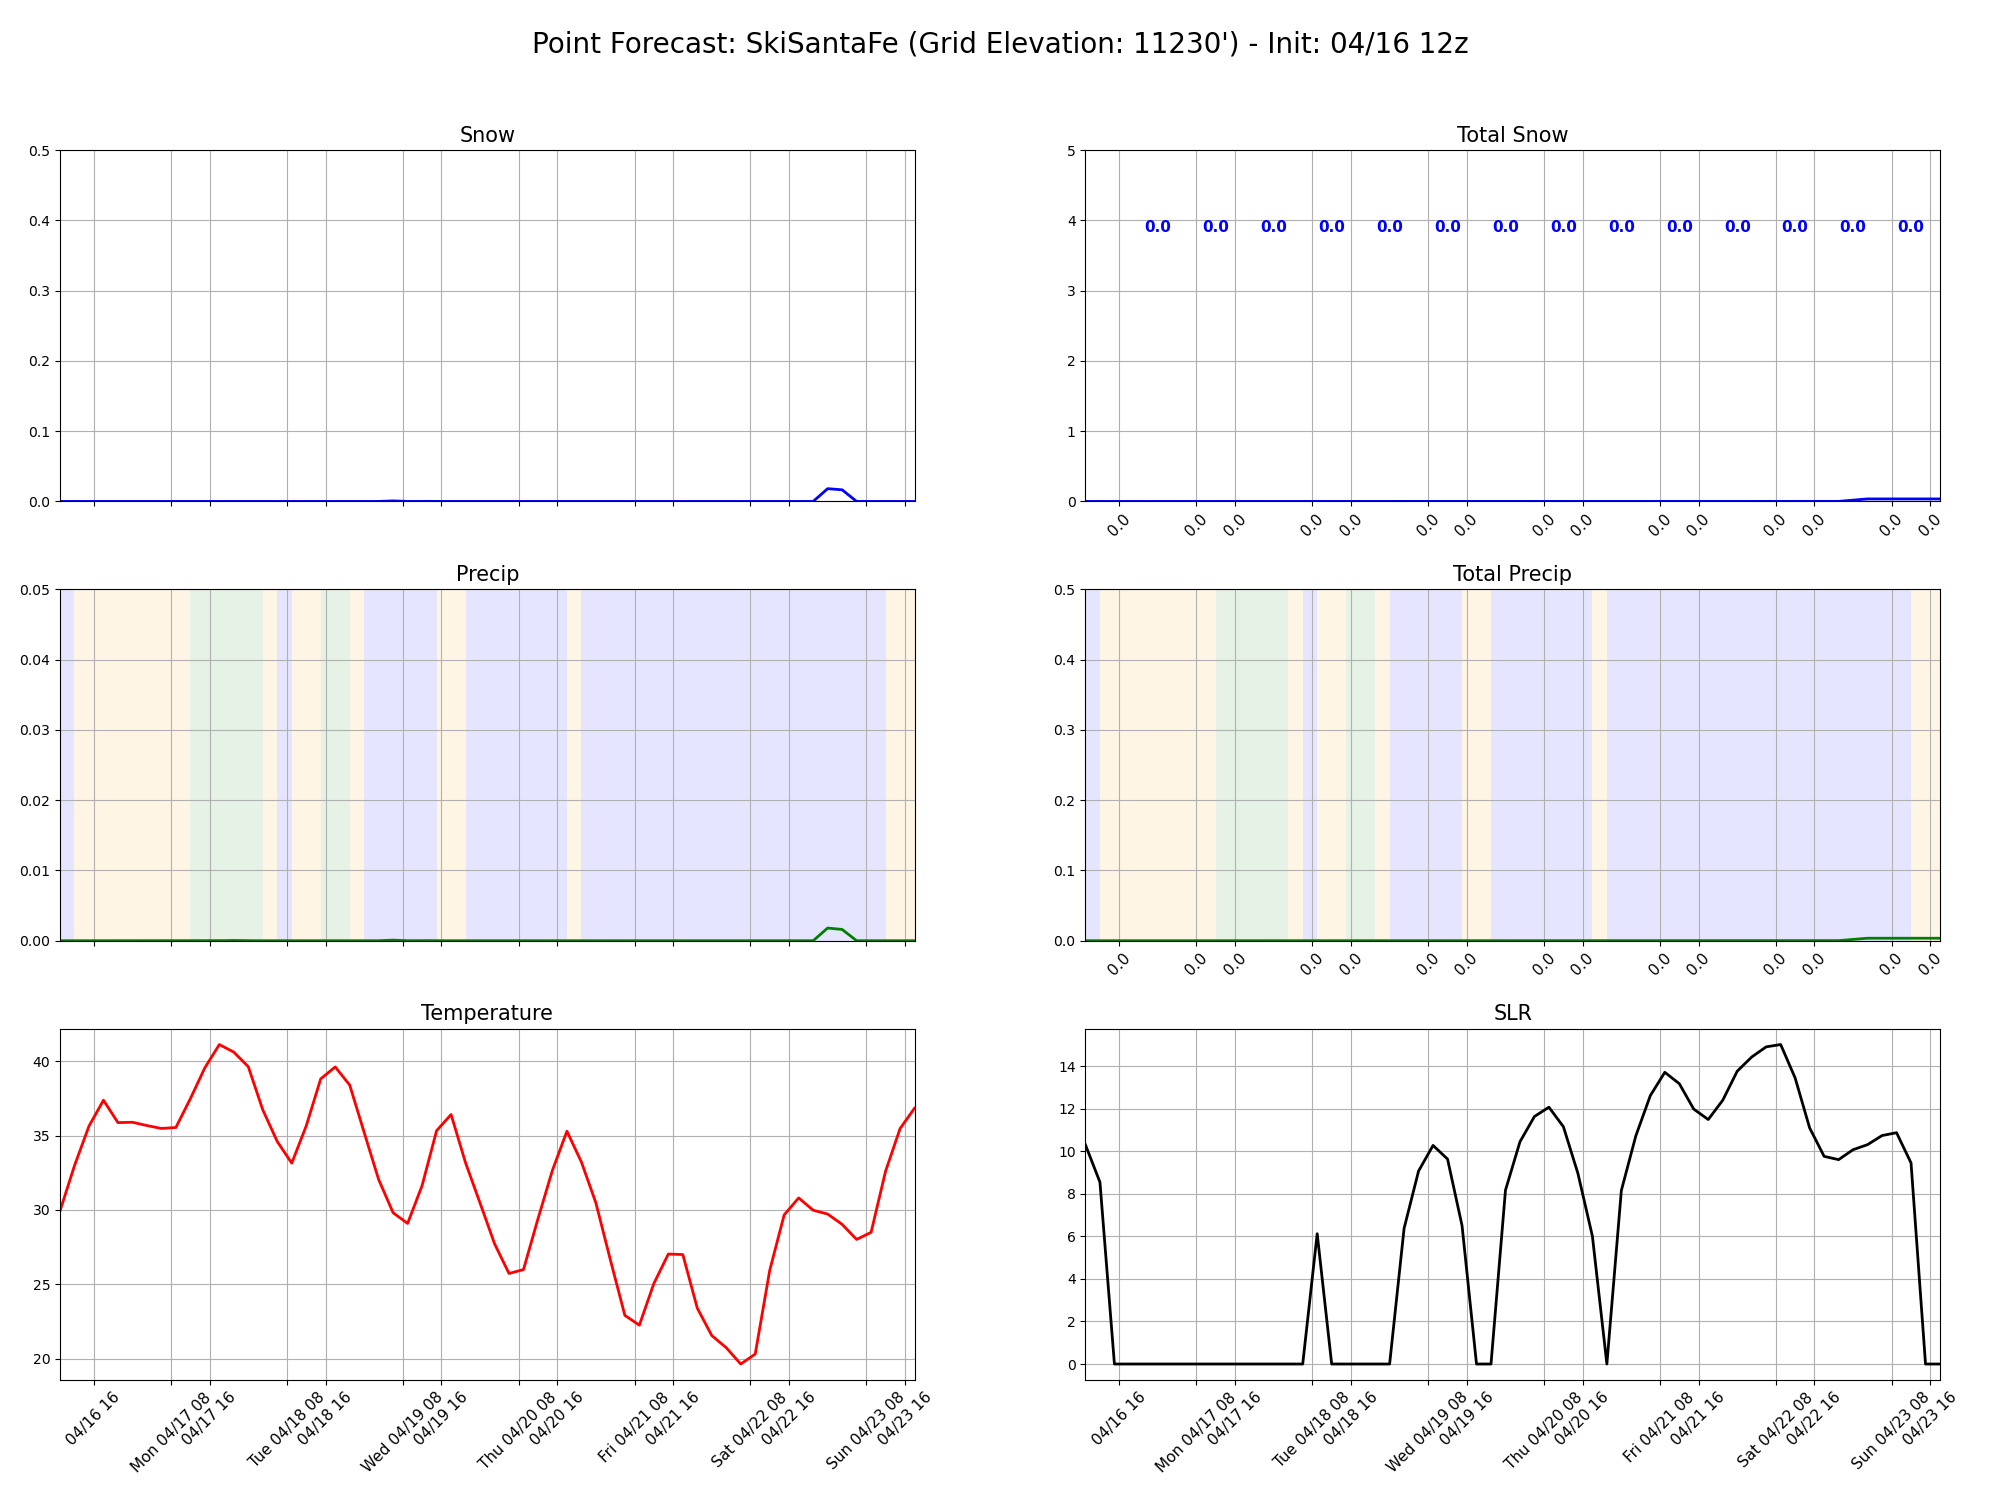 Point Forecast: SkiSantaFe (Grid Elevation: 11230') - Init: 04/16 12z
Snow
0.5
0.4
0.3
0.2
0.1
0.0
Total Snow
5
4
3
2
1
0
0.0 0.0 0.0 0.0 0.0 0.0 0.0 0.0 0.0 0.0 0.0 0.0 0.0 0.0
0.0 0.0 0.0 0.0 0.0 0.0 0.0 0.0 0.0 0.0 0.0 0.0 0.0 0.0 0.0
Precip
0.05
0.04
0.03
0.02
0.01
0.00
Total Precip
0.5
0.4
0.3
0.2
0.1
0.0
0.0 0.0 0.0 0.0 0.0 0.0 0.0 0.0 0.0 0.0 0.0 0.0 0.0 0.0 0.0
Temperature
40
35
30
25
20
04/16 16
Mon 04/17 08
04/17 16
Tue 04/18 08
04/18 16
Wed 04/19 08
04/19 16
Thu 04/20 08
04/20 16
Fri 04/21 08
04/21 16
Sat 04/22 08
04/22 16
Sun 04/23 08
04/23 16
SLR
14
12
10
8
6
4
2
0
04/16 16
Mon 04/17 08
04/17 16
Tue 04/18 08
04/18 16
Wed 04/19 08
04/19 16
Thu 04/20 08
04/20 16
Fri 04/21 08
04/21 16
Sat 04/22 08
04/22 16
Sun 04/23 08
04/23 16